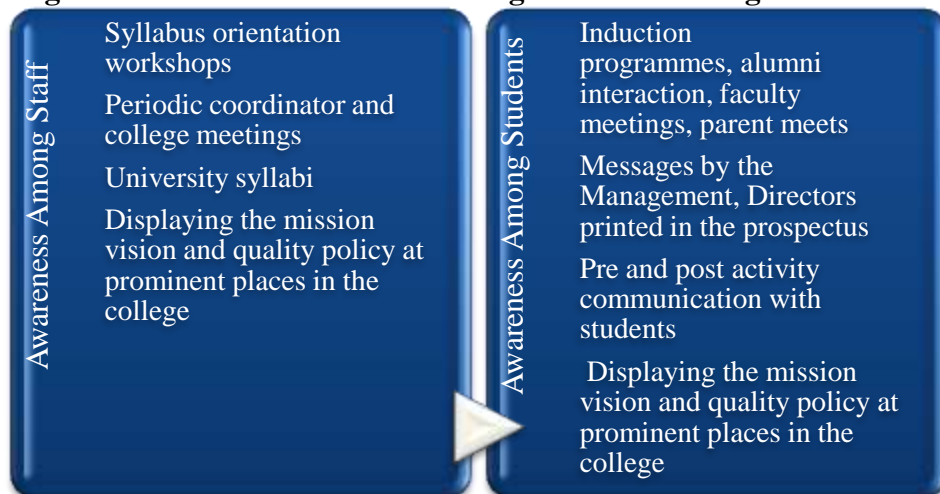 Awareness Among Staff
Syllabus orientation
workshops
Periodic coordinator and
college meetings
University syllabi
Displaying the mission
vision and quality policy at
prominent places in the
college
Awareness Among Students
Induction
programmes, alumni
interaction, faculty
meetings, parent meets
Messages by the
Management, Directors
printed in the prospectus
Pre and post activity
communication with
students
Displaying the mission
vision and quality policy at
prominent places in the
college